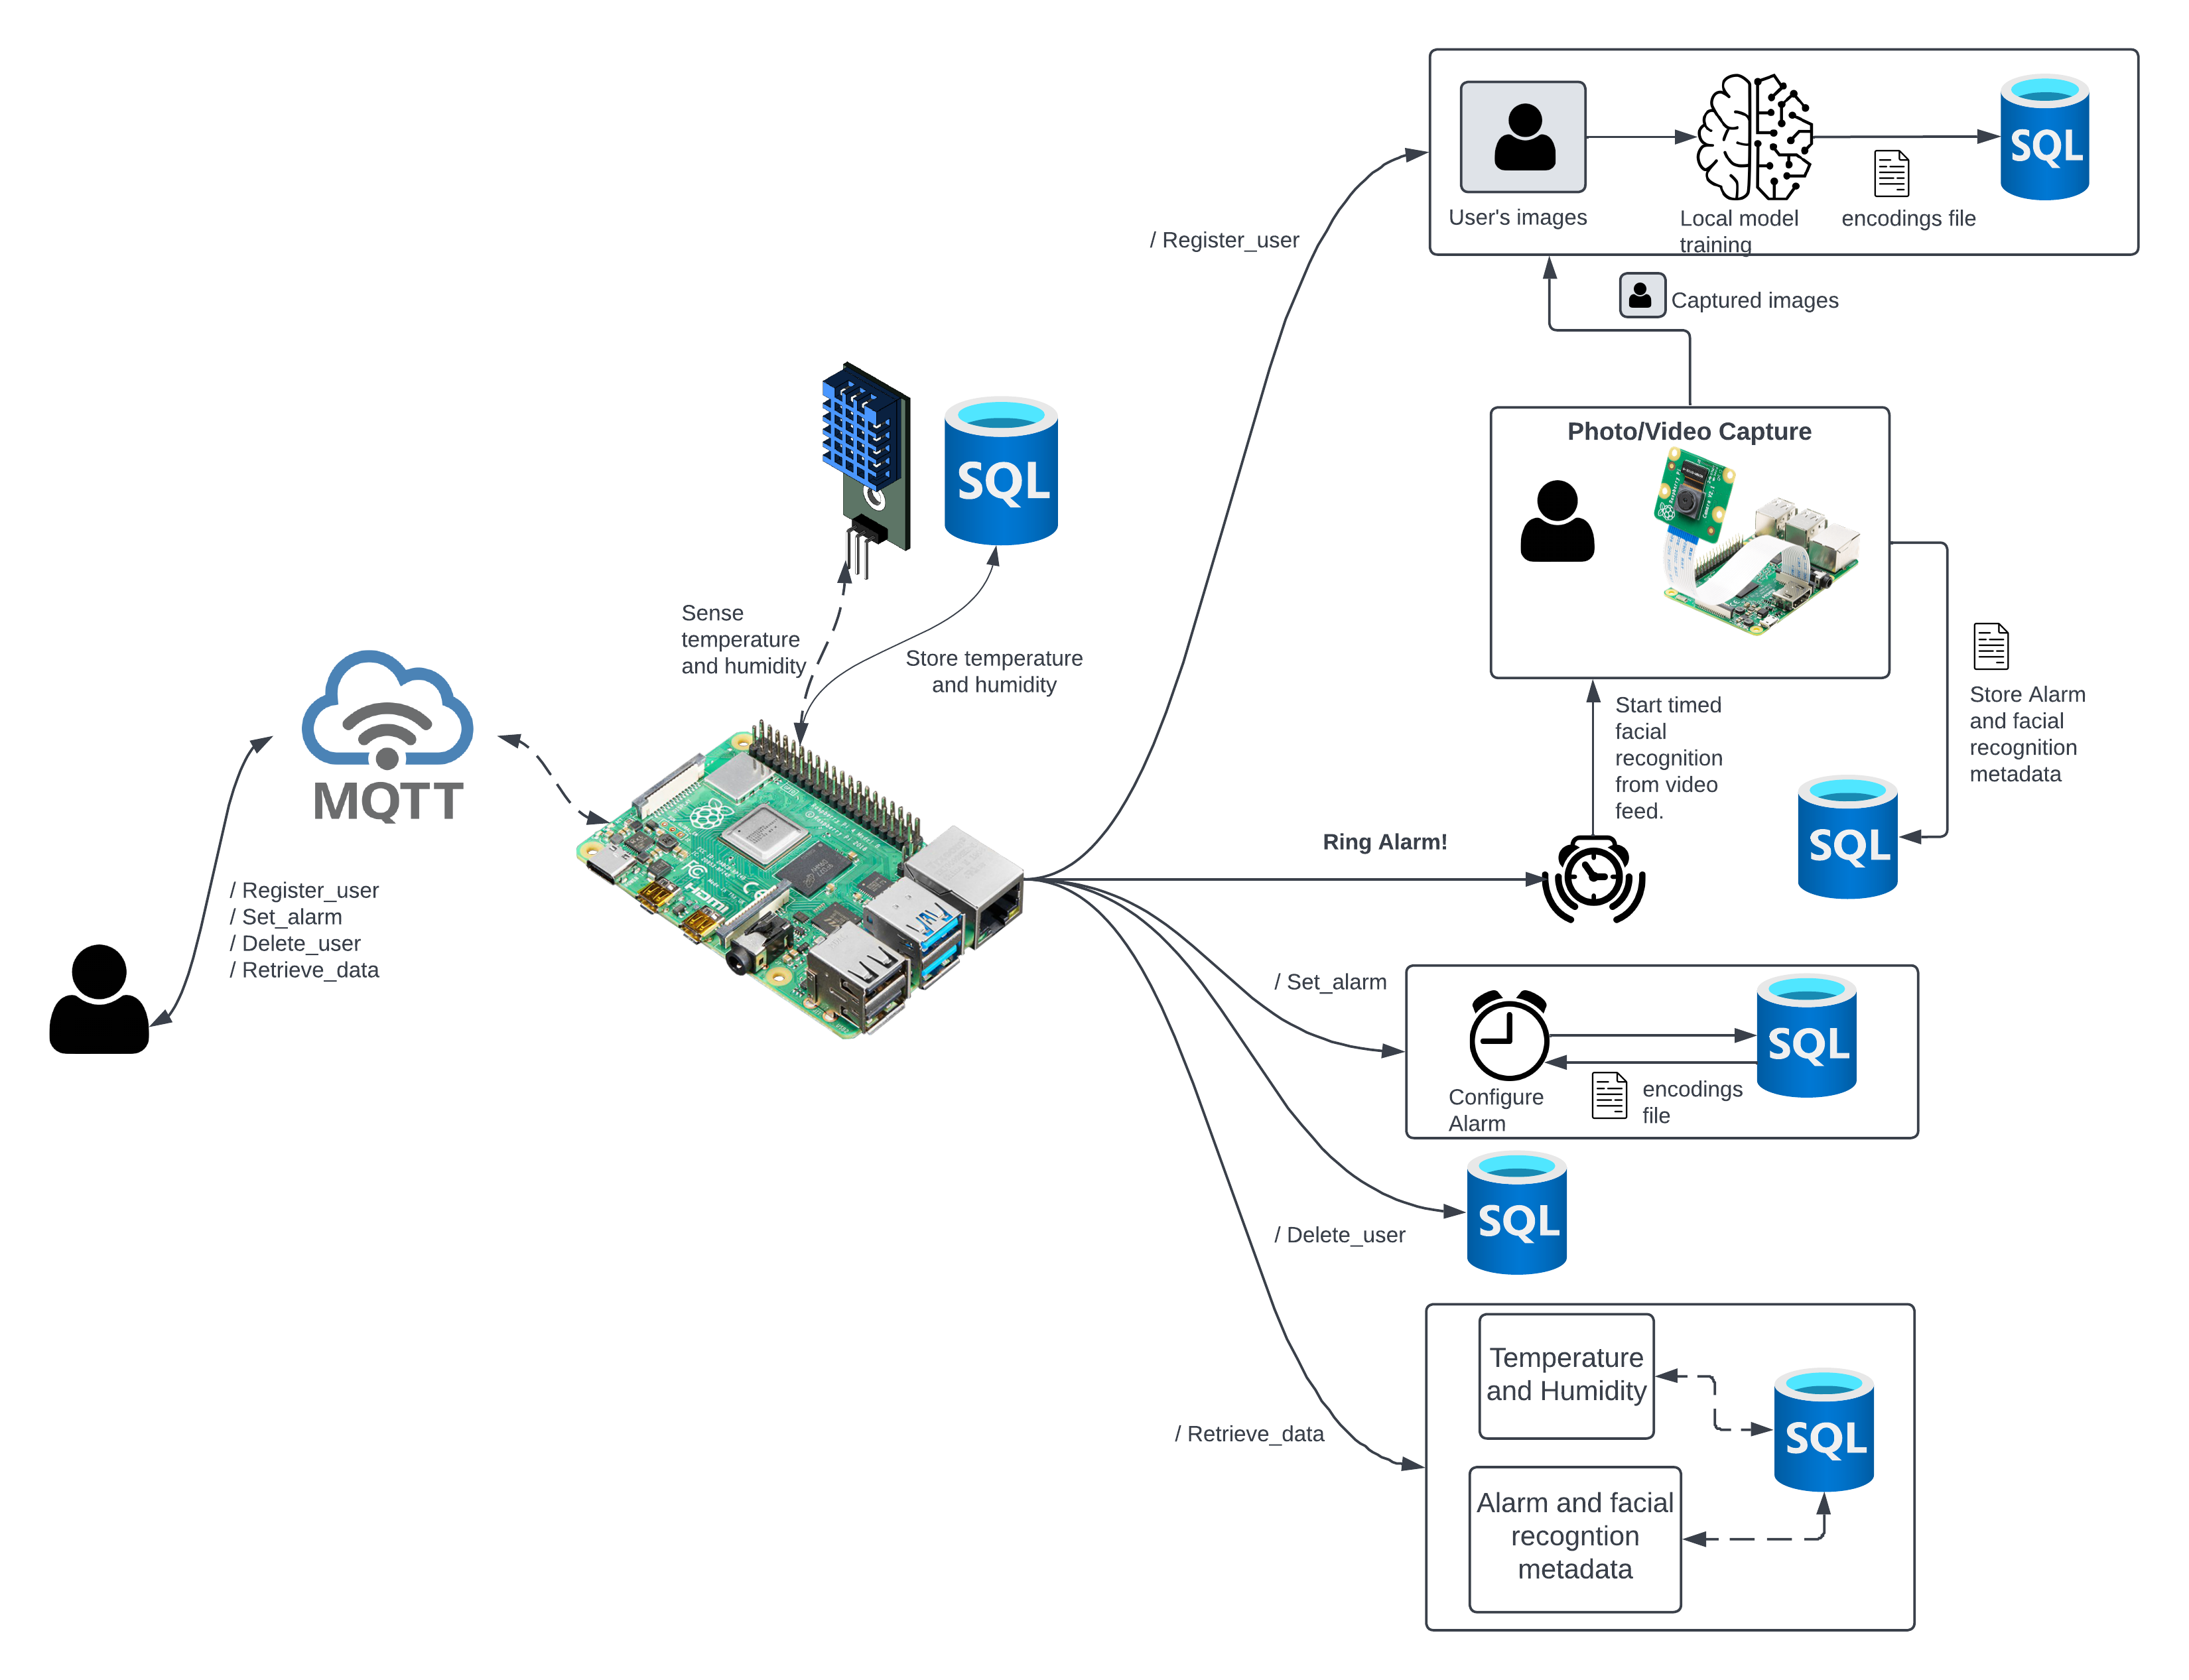 User's images
Local model
training
encodings file
SQL
/ Register_user
Captured images
Photo/Video Capture
SQL
Sense
temperature
and humidity
Store temperature
and humidity
MQTT
/ Register_user
/ Set_alarm
/ Delete_user
/ Retrieve_data
HDMI
Start timed
facial
recognition
from video
feed.
Store Alarm
and facial
recognition
metadata
SQL
Ring Alarm!
/ Set_alarm
Configure
Alarm
encodings
file
SQL
/ Delete_user
SQL
/ Retrieve_data
Temperature
and Humidity
SQL
Alarm and facial
recogntion
metadata